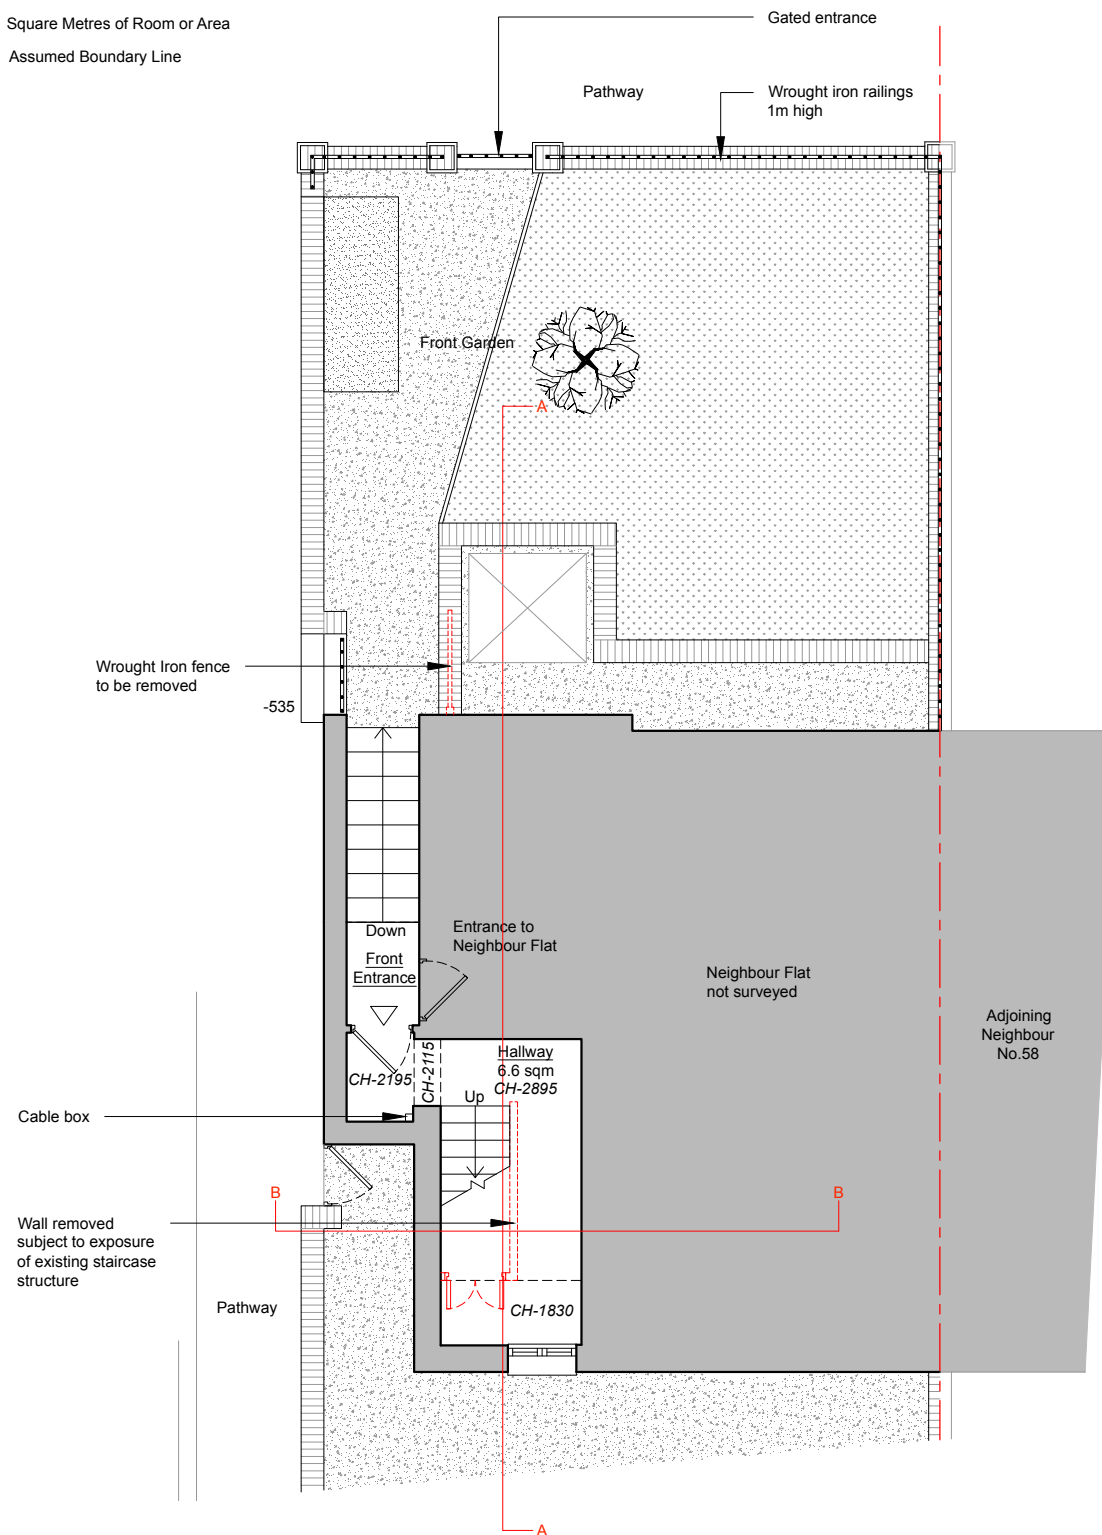 Square Metres of Room or Area
Assumed Boundary Line
Gated entrance
Pathway
Wrought iron railings
1m high
Front Garden
A
Wrought Iron fence
to be removed
-535
Down
Front
Entrance
Entrance to
Neighbour Flat
Neighbour Flat
not surveyed
Adjoining
Neighbour
No.58
Hallway
6.6 sqm
CH-2895
CH-2195
CH-2115
Up
Cable box
B
B
Wall removed
subject to exposure
of existing staircase
structure
Pathway
CH-1830
A